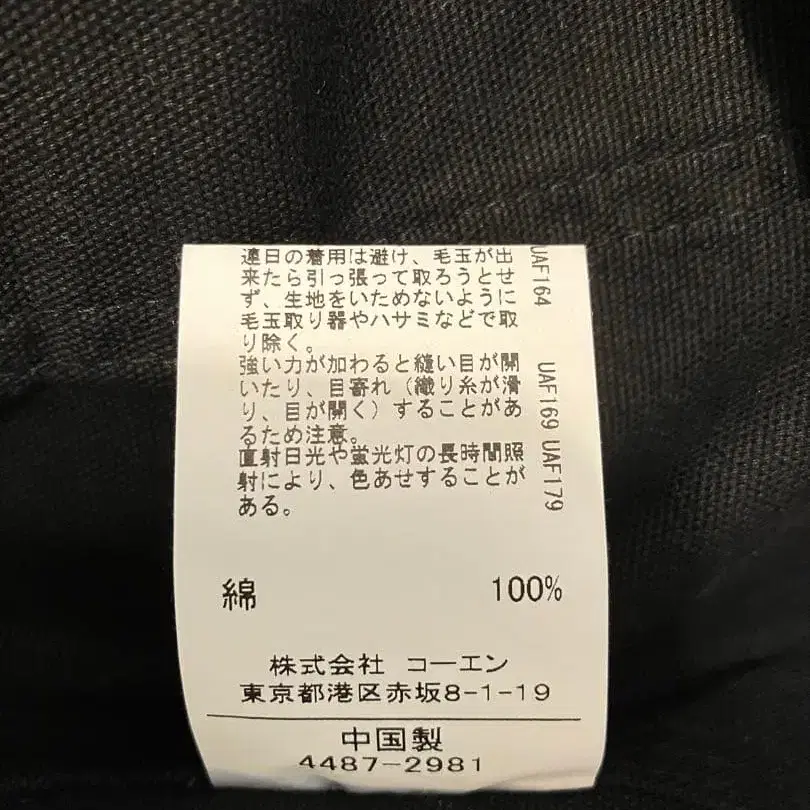 連日の着用は避け、毛玉が出
来たら引っ張って取ろうとせ
ず、生地をいためないように
毛玉取り器やハサミなどで取
り除く。
強い力が加わると縫い目が開
いたり、目寄れ（織り糸が滑
り、目が開く）することがあ
るため注意。
直射日光や蛍光灯の長時間照
射により、色あせすることが
ある。
UAF164
UAF169 UAF179
綿 100%
株式会社 コーエン
東京都港区赤坂8-1-19
中国製
4487-2981